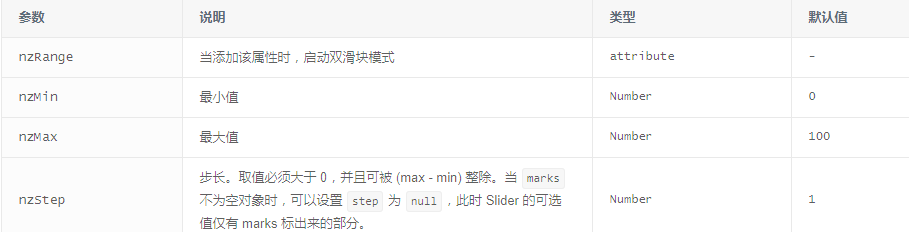 参数 说明 类型 默认值
nzRange 当添加该属性时，启动双滑块模式 attribute -
nzMin 最小值 Number 0
nzMax 最大值 Number 100
步长。取值必须大于 0，并且可被 (max - min) 整除。当 marks
nzStep 不为空对象时，可以设置 step 为 null，此时 Slider 的可选 Number 1
值仅有 marks 标出来的部分。